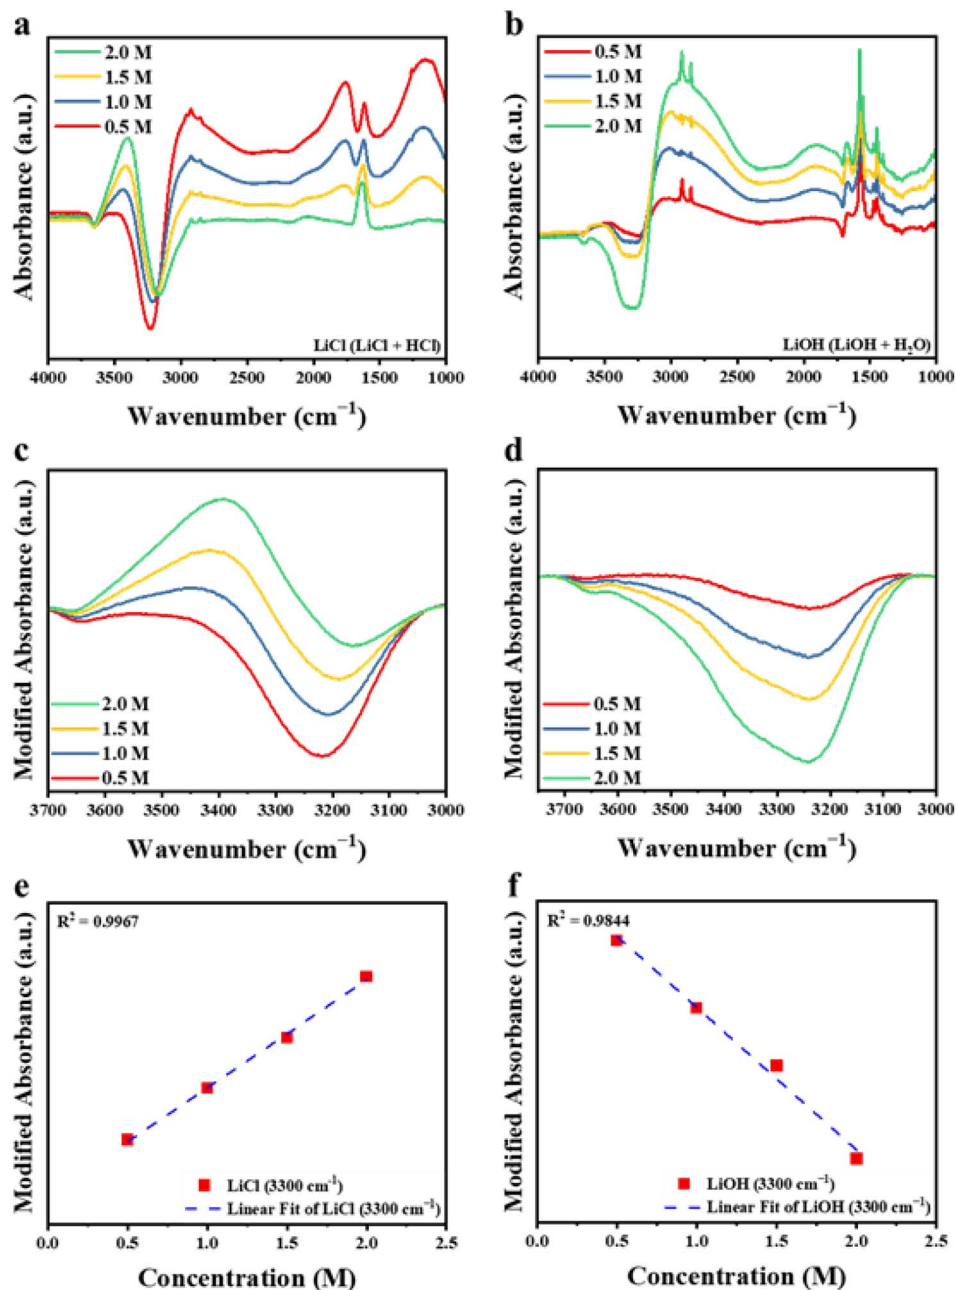 a
Absorbance (a.u.)
2.0 M
1.5 M
1.0 M
0.5 M
LiCl (LiCl + HCl)
4000 3500 3000 2500 2000 1500 1000
Wavenumber (cm⁻¹)
b
Absorbance (a.u.)
0.5 M
1.0 M
1.5 M
2.0 M
LiOH (LiOH + H₂O)
4000 3500 3000 2500 2000 1500 1000
Wavenumber (cm⁻¹)
c
Modified Absorbance (a.u.)
2.0 M
1.5 M
1.0 M
0.5 M
3700 3600 3500 3400 3300 3200 3100 3000
Wavenumber (cm⁻¹)
d
Modified Absorbance (a.u.)
0.5 M
1.0 M
1.5 M
2.0 M
3700 3600 3500 3400 3300 3200 3100 3000
Wavenumber (cm⁻¹)
e
Modified Absorbance (a.u.)
R² = 0.9967
LiCl (3300 cm⁻¹)
Linear Fit of LiCl (3300 cm⁻¹)
0.0 0.5 1.0 1.5 2.0 2.5
Concentration (M)
f
Modified Absorbance (a.u.)
R² = 0.9844
LiOH (3300 cm⁻¹)
Linear Fit of LiOH (3300 cm⁻¹)
0.0 0.5 1.0 1.5 2.0 2.5
Concentration (M)